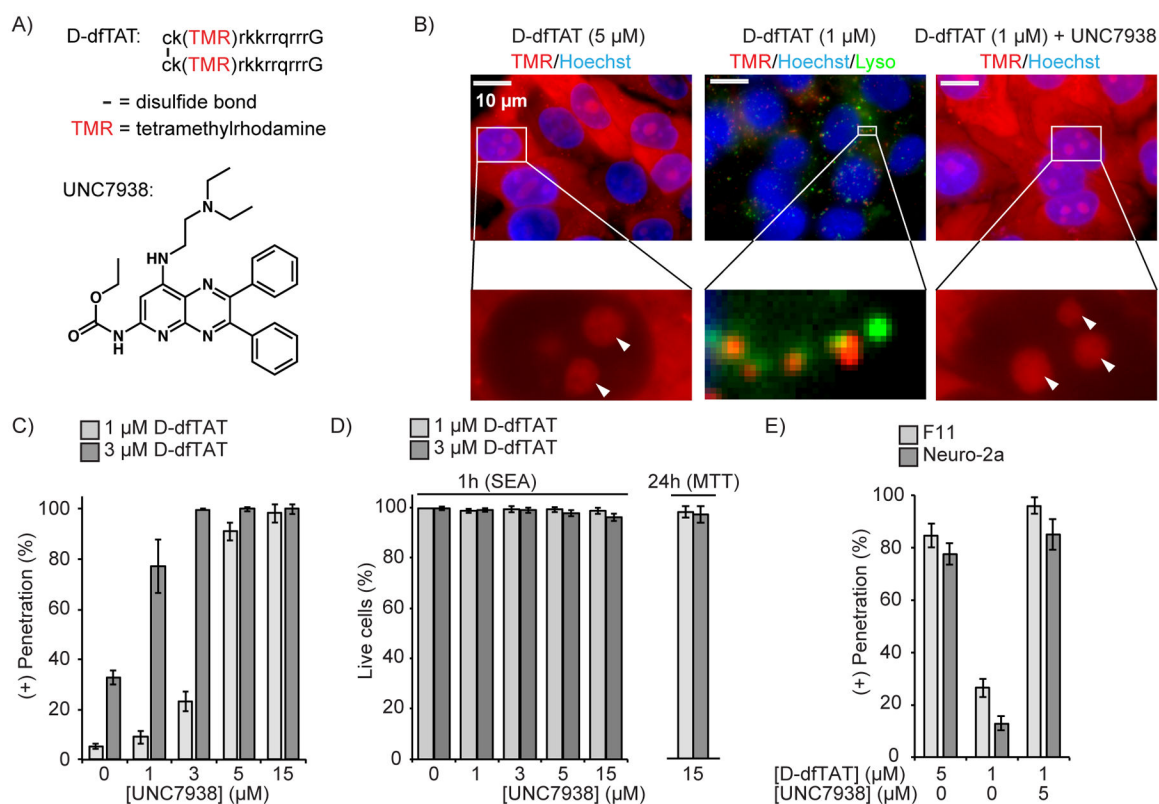 A)
D-dfTAT: ck(TMR)rkkrrqrrrG
ck(TMR)rkkrrqrrrG
- = disulfide bond
TMR = tetramethylrhodamine
UNC7938:
N
HN
N
N
O
O
N
H
N
B)
D-dfTAT (5 µM)
TMR/Hoechst
10 µm
D-dfTAT (1 µM)
TMR/Hoechst/Lyso
D-dfTAT (1 µM) + UNC7938
TMR/Hoechst
C)
1 µM D-dfTAT
3 µM D-dfTAT
(+) Penetration (%)
100
80
60
40
20
0
0 1 3 5 15
[UNC7938] (µM)
D)
1 µM D-dfTAT
3 µM D-dfTAT
1h (SEA)
24h (MTT)
Live cells (%)
100
80
60
40
20
0
0 1 3 5 15
15
[UNC7938] (µM)
E)
F11
Neuro-2a
(+) Penetration (%)
100
80
60
40
20
0
[D-dfTAT] (µM) 5 1 1
[UNC7938] (µM) 0 0 5